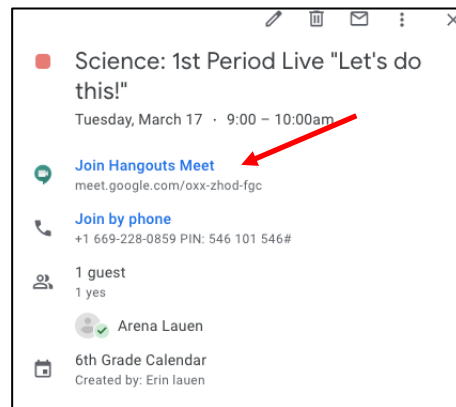 Science: 1st Period Live "Let's do
this!"
Tuesday, March 17 · 9:00 – 10:00am
Join Hangouts Meet
meet.google.com/oxx-zhod-fgc
Join by phone
+1 669-228-0859 PIN: 546 101 546#
1 guest
1 yes
Arena Lauen
6th Grade Calendar
Created by: Erin lauen